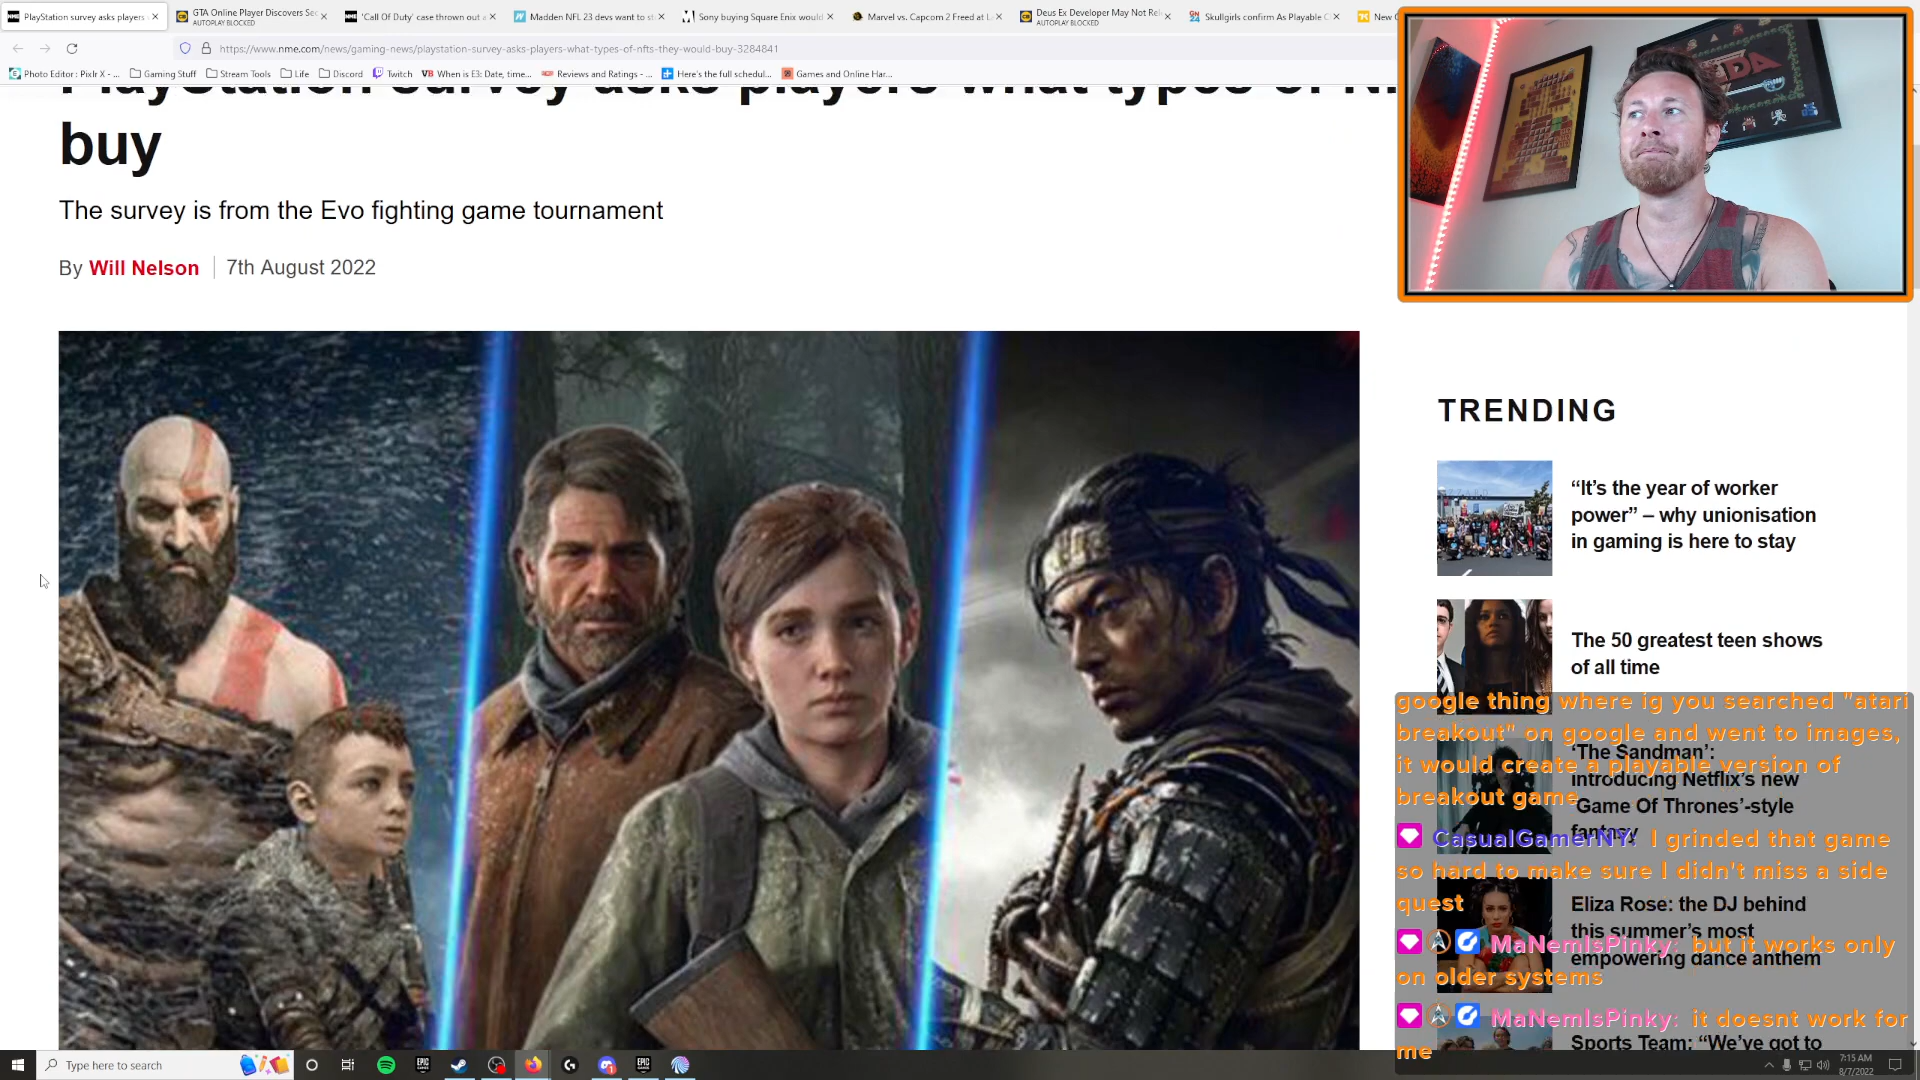 PlayStation survey asks players
GTA Online Player Discovers Sec
AUTOPLAY BLOCKED
'Call Of Duty' case thrown out a
Madden NFL 23 devs want to st
Sony buying Square Enix would
Marvel vs. Capcom 2 Freed at L
Deus Ex Developer May Not Re
AUTOPLAY BLOCKED
Skullgirls confirm As Playable C
New
https://www.nme.com/news/gaming-news/playstation-survey-asks-players-what-types-of-nfts-they-would-buy-3284841
Photo Editor : Pixlr X - ...
Gaming Stuff
Stream Tools
Life
Discord
Twitch
When is E3: Date, time...
Reviews and Ratings - ...
Here's the full schedul...
Games and Online Har...
PlayStation survey asks players what types of N
buy
The survey is from the Evo fighting game tournament
By Will Nelson | 7th August 2022
TRENDING
“It’s the year of worker
power” – why unionisation
in gaming is here to stay
The 50 greatest teen shows
of all time
‘The Sandman’:
introducing Netflix’s new
‘Game Of Thrones’-style
fantasy
Eliza Rose: the DJ behind
this summer’s most
empowering dance anthem
Sports Team: “We’ve got to
google thing where ig you searched "atari
breakout" on google and went to images,
it would create a playable version of
breakout game
CasualGamerNY: I grinded that game
so hard to make sure I didn't miss a side
quest
MaNemIsPinky: but it works only
on older systems
MaNemIsPinky: it doesnt work for
me
Type here to search
7:15 AM
8/7/2022